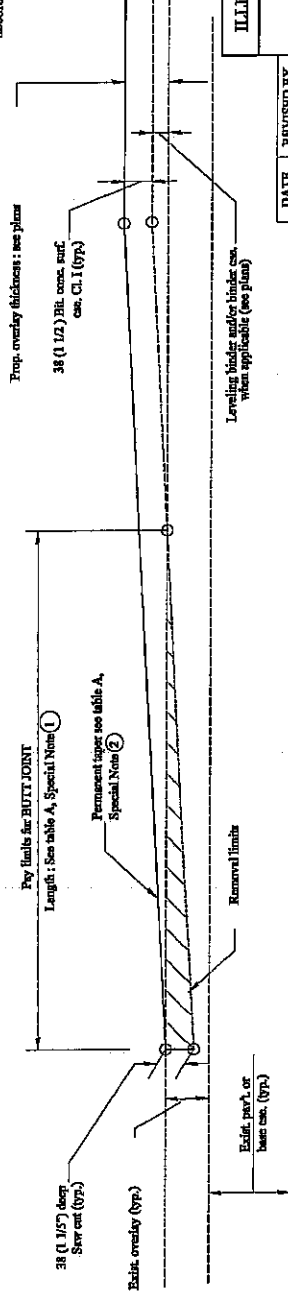 Prop. overlay thickness : see plans
38 (1 1/2 ) Bit. conc. surf.
cse. Cl. I (typ.)
Pay limits for BUTT JOINT
Length : See table A, Special Note 1
Permanent taper see table A,
Special Note 2
38 (1 1/5") deep
Saw cut (typ.)
Exist. overlay (typ.)
Exist. pav't. or
base cse. (typ.)
Removal limits
Leveling binder and/or binder cse.
when applicable (see plans)
DATE